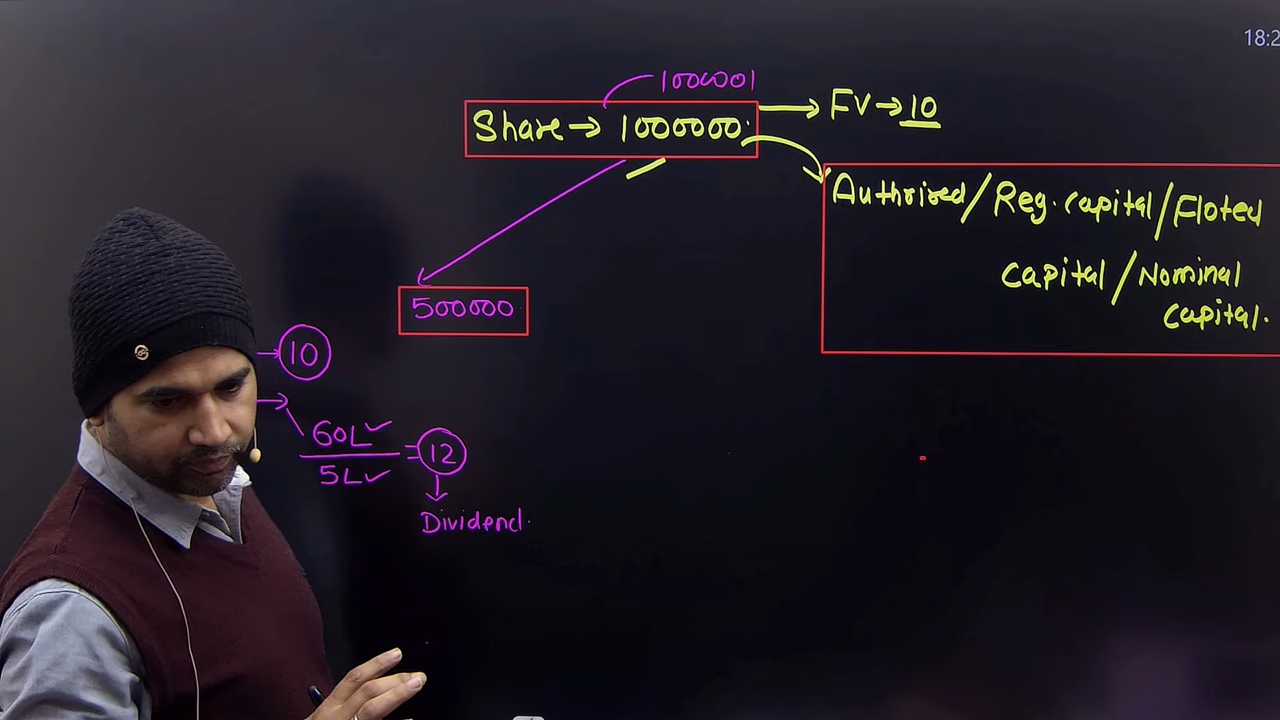 18:2
1000001
Share → 1000000. → FV → 10
Authrized/Reg. capital/Floted
capital/Nominal
capital.
500000.
→ 10
60L ✓
5L ✓
= 12
Dividend.